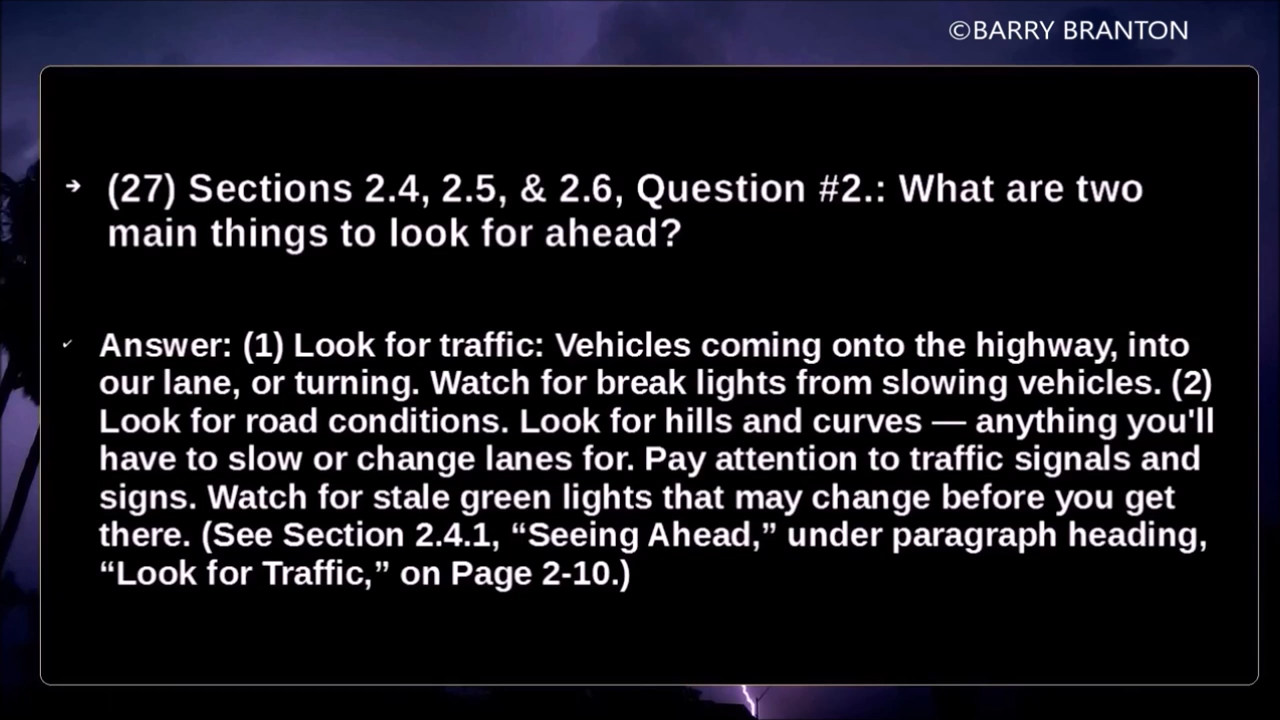 ©BARRY BRANTON
➔ (27) Sections 2.4, 2.5, & 2.6, Question #2.: What are two
main things to look for ahead?
✓ Answer: (1) Look for traffic: Vehicles coming onto the highway, into
our lane, or turning. Watch for break lights from slowing vehicles. (2)
Look for road conditions. Look for hills and curves — anything you'll
have to slow or change lanes for. Pay attention to traffic signals and
signs. Watch for stale green lights that may change before you get
there. (See Section 2.4.1, “Seeing Ahead,” under paragraph heading,
“Look for Traffic,” on Page 2-10.)